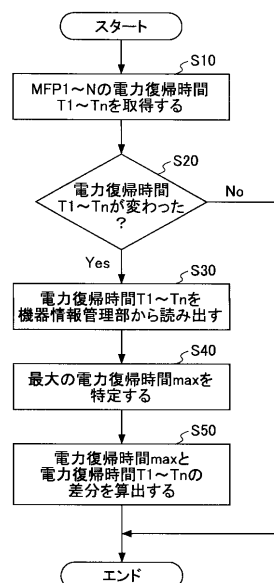 スタート
S10
MFP1～Nの電力復帰時間
T1～Tnを取得する
S20
電力復帰時間
T1～Tnが変わった
?
No
Yes
S30
電力復帰時間T1～Tnを
機器情報管理部から読み出す
S40
最大の電力復帰時間maxを
特定する
S50
電力復帰時間maxと
電力復帰時間T1～Tnの
差分を算出する
エンド